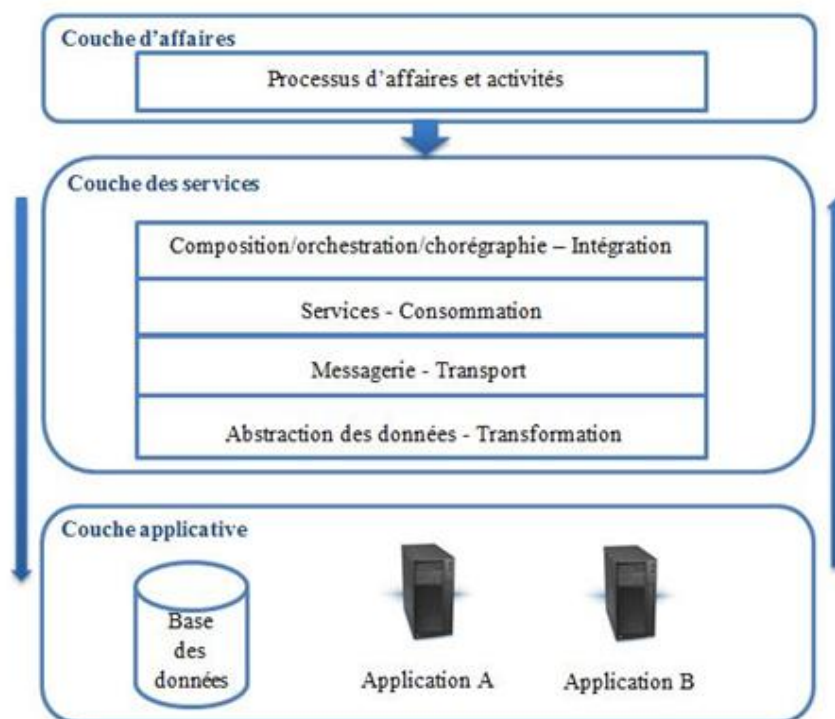 Couche d'affaires
Processus d'affaires et activités
Couche des services
Composition/orchestration/chorégraphie – Intégration
Services - Consommation
Messagerie - Transport
Abstraction des données - Transformation
Couche applicative
Base
des
données
Application A
Application B